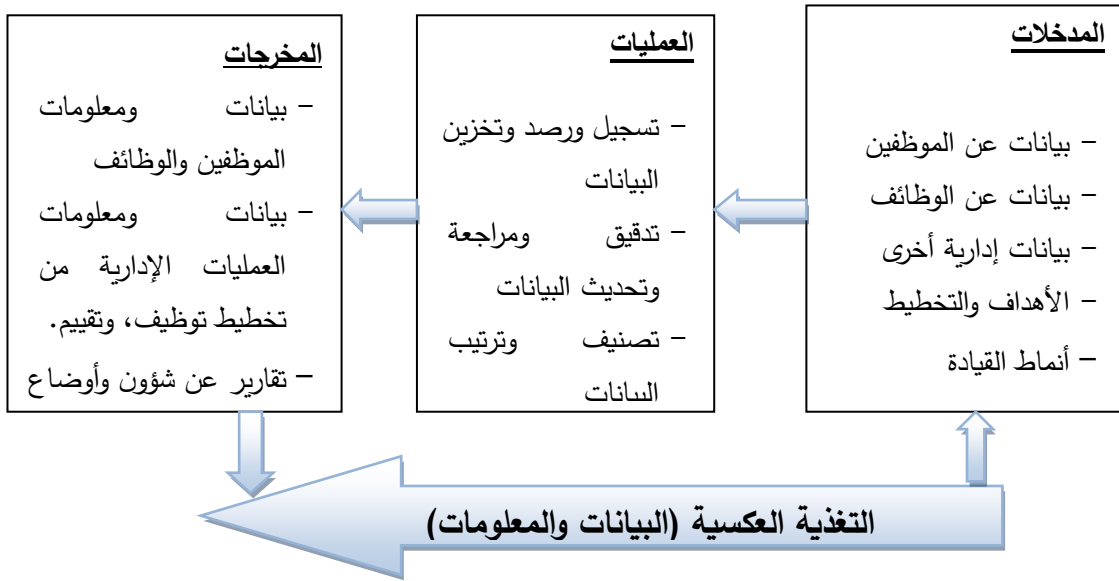 المدخلات
– بيانات عن الموظفين
– بيانات عن الوظائف
– بيانات إدارية أخرى
– الأهداف والتخطيط
– أنماط القيادة
العمليات
– تسجيل ورصد وتخزين
البيانات
– تدقيق ومراجعة
وتحديث البيانات
– تصنيف وترتيب
البيانات
المخرجات
– بيانات ومعلومات
الموظفين والوظائف
– بيانات ومعلومات
العمليات الإدارية من
تخطيط توظيف، وتقييم.
– تقارير عن شؤون وأوضاع
التغذية العكسية (البيانات والمعلومات)